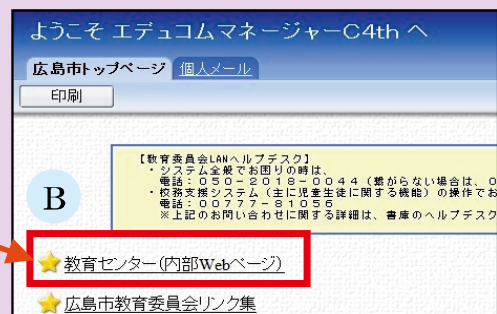 ようこそ エデュコムマネージャーC4th へ
広島市トップページ 個人メール
印刷
【教育委員会LANヘルプデスク】
・システム全般でお困りの時は、
電話:050-2018-0044(繋がらない場合は、0
・校務支援システム(主に児童生徒に関する機能)の操作でお
電話:00777-81056
※上記のお問い合わせに関する詳細は、書庫のヘルプデスク
B
教育センター(内部Webページ)
広島市教育委員会リンク集